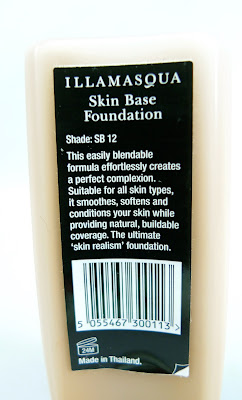 ILLAMASQUA
Skin Base
Foundation
Shade: SB 12
This easily blendable
formula effortlessly creates
a perfect complexion.
Suitable for all skin types,
it smoothes, softens and
conditions your skin while
providing natural, buildable
coverage. The ultimate
'skin realism' foundation.
5 055467 300113 >
24M
Made in Thailand.